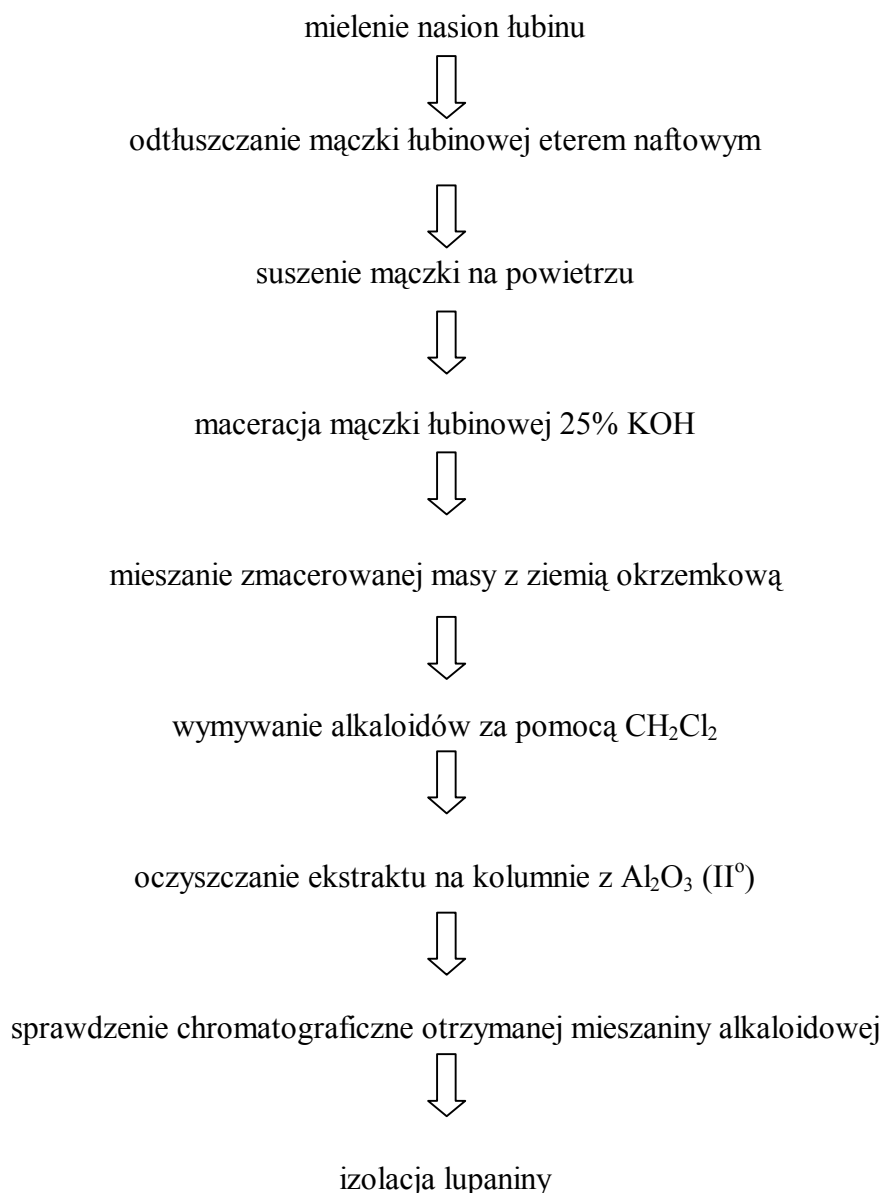 mielenie nasion łubinu
odtłuszczanie mączki łubinowej eterem naftowym
suszenie mączki na powietrzu
maceracja mączki łubinowej 25% KOH
mieszanie zmacerowanej masy z ziemią okrzemkową
wymywanie alkaloidów za pomocą CH₂Cl₂
oczyszczanie ekstraktu na kolumnie z Al₂O₃ (IIᵒ)
sprawdzenie chromatograficzne otrzymanej mieszaniny alkaloidowej
izolacja lupaniny